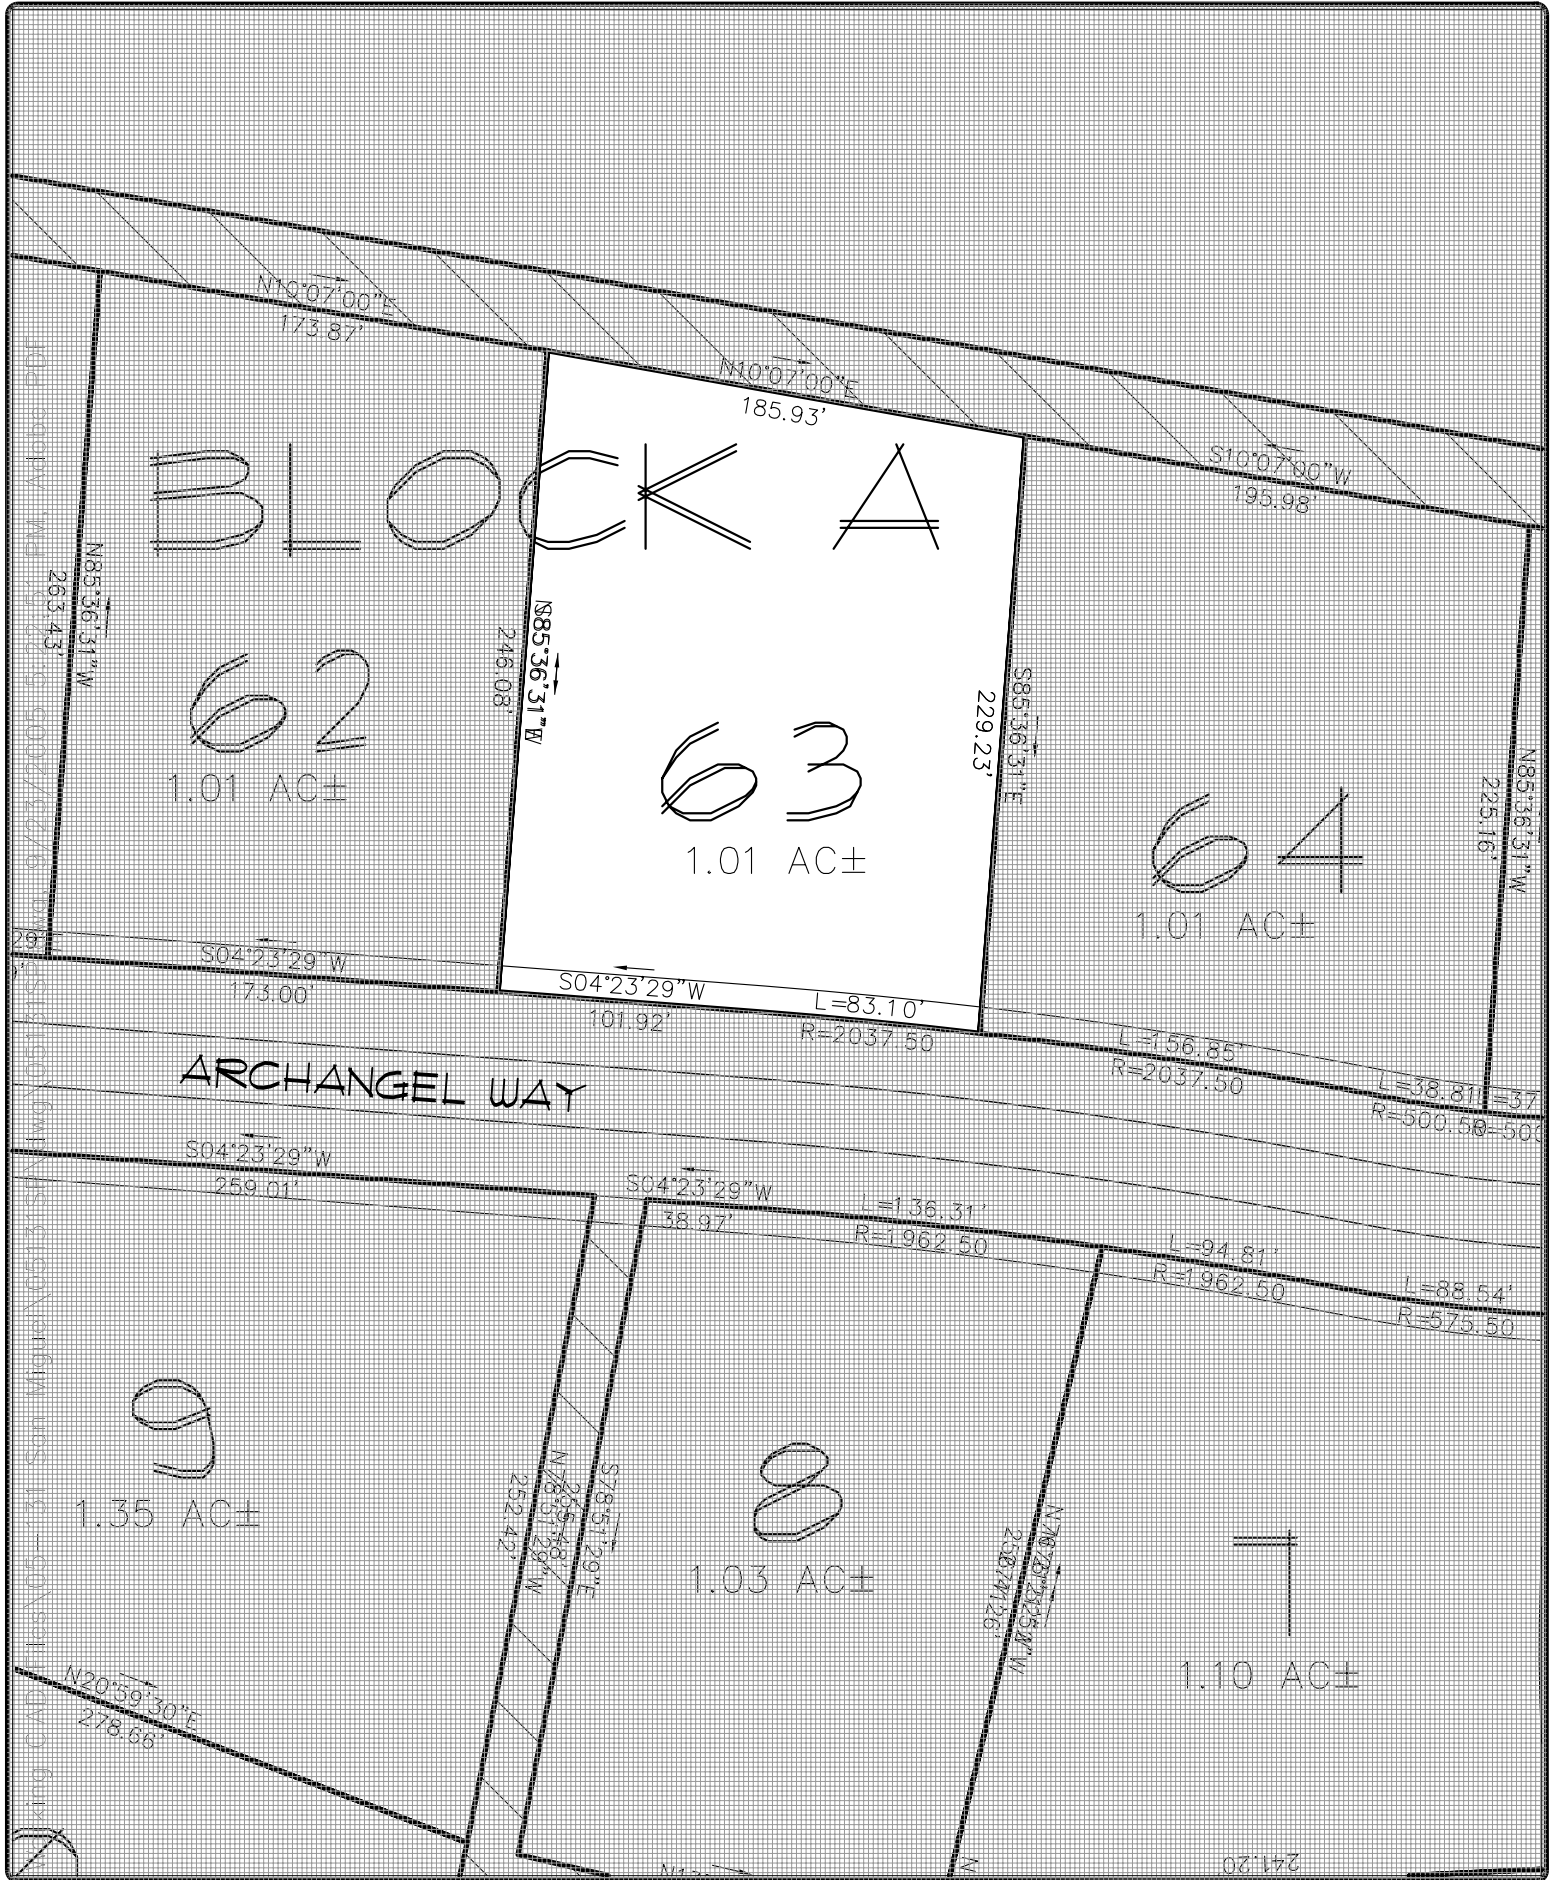 N10°07'00"E
173.87'
N10°07'00"E
185.93'
S10°07'00"W
195.98'
BLOCK A
N85°36'31"W
263.43'
246.08'
S85°36'31"E
229.23'
N85°36'31"W
225.16'
62
1.01 AC±
63
1.01 AC±
64
1.01 AC±
S04°23'29"W
173.00'
S04°23'29"W
101.92'
L=83.10'
R=2037.50
L=156.85'
R=2037.50
L=38.81'
R=500.50
ARCHANGEL WAY
S04°23'29"W
259.01'
S04°23'29"W
38.97'
L=136.31'
R=1962.50
L=94.81'
R=1962.50
L=88.54'
R=575.50
9
1.35 AC±
252.42'
S78°51'29"E
8
1.03 AC±
7
1.10 AC±
N20°59'30"E
278.66'
241.20